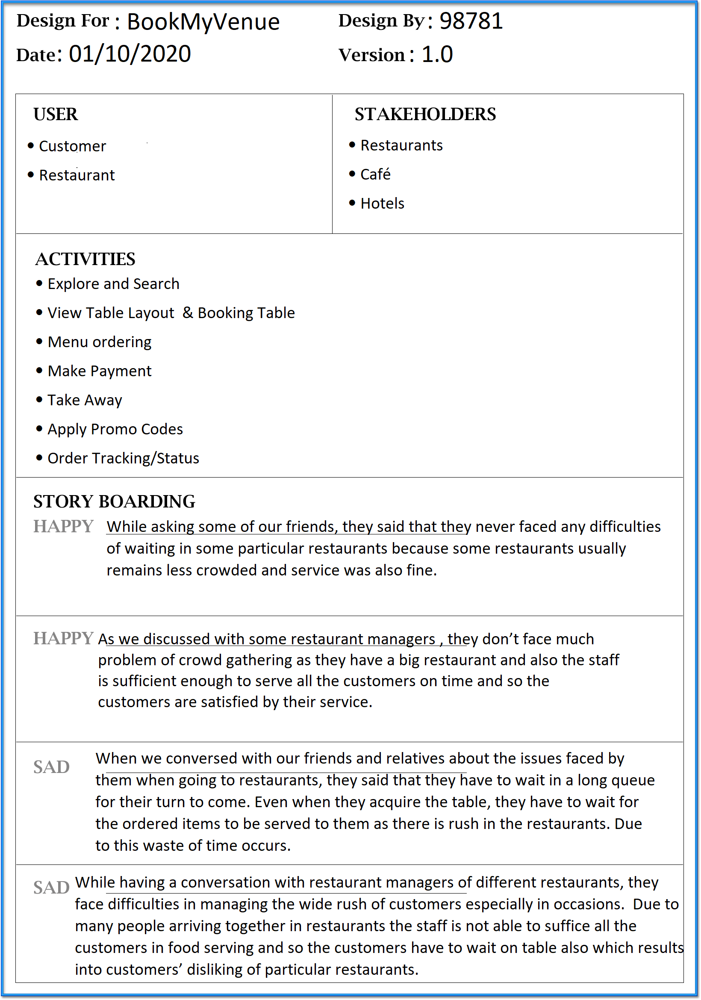 Design For : BookMyVenue
Design By : 98781
Date : 01/10/2020
Version : 1.0
USER
• Customer
• Restaurant
STAKEHOLDERS
• Restaurants
• Café
• Hotels
ACTIVITIES
• Explore and Search
• View Table Layout & Booking Table
• Menu ordering
• Make Payment
• Take Away
• Apply Promo Codes
• Order Tracking/Status
STORY BOARDING
HAPPY While asking some of our friends, they said that they never faced any difficulties
of waiting in some particular restaurants because some restaurants usually
remains less crowded and service was also fine.
HAPPY As we discussed with some restaurant managers , they don’t face much
problem of crowd gathering as they have a big restaurant and also the staff
is sufficient enough to serve all the customers on time and so the
customers are satisfied by their service.
SAD When we conversed with our friends and relatives about the issues faced by
them when going to restaurants, they said that they have to wait in a long queue
for their turn to come. Even when they acquire the table, they have to wait for
the ordered items to be served to them as there is rush in the restaurants. Due
to this waste of time occurs.
SAD While having a conversation with restaurant managers of different restaurants, they
face difficulties in managing the wide rush of customers especially in occasions. Due to
many people arriving together in restaurants the staff is not able to suffice all the
customers in food serving and so the customers have to wait on table also which results
into customers’ disliking of particular restaurants.